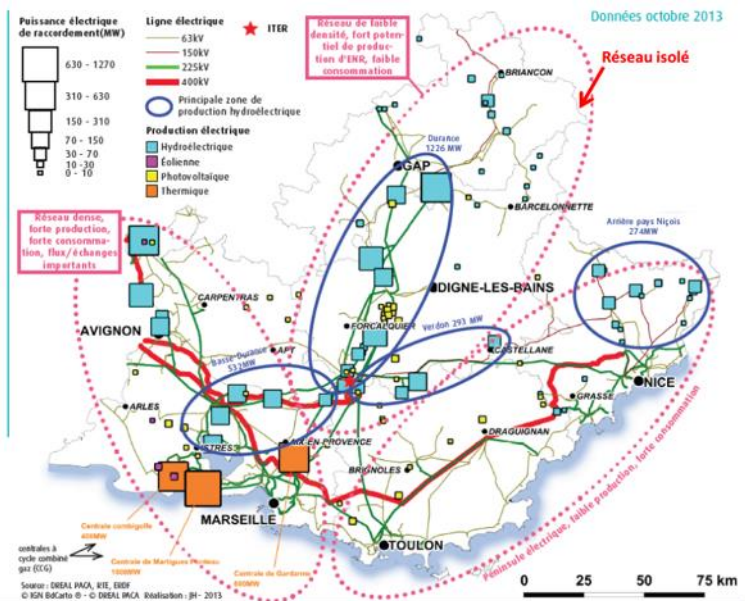 Puissance électrique
de raccordement(MW)
630 - 1270
310 - 630
150 - 310
70 - 150
30 - 70
10 - 30
0 - 10
Ligne électrique
63kV
150kV
225kV
400kV
ITER
Principale zone de
production hydroélectrique
Production électrique
Hydroélectrique
Éolienne
Photovoltaïque
Thermique
Données octobre 2013
Réseau de faible
densité, fort poten-
tiel de produc-
tion d'ENR, faible
consommation
Réseau isolé
BRIANCON
Durance
1226 MW
GAP
BARCELONNETTE
Réseau dense,
forte production,
forte consomma-
tion, flux/échanges
importants
Arrière pays Niçois
274MW
CARPENTRAS
DIGNE-LES-BAINS
AVIGNON
FORCALQUIER
Verdon 293 MW
APT
CASTELLANE
Basse Durance
532MW
NICE
GRASSE
ARLES
DRAGUIGNAN
ISTRES
AIX-EN-PROVENCE
BRIGNOLES
Péninsule électrique, faible production, forte consommation
MARSEILLE
TOULON
Centrale combigolfe
400MW
Centrale de Martigues Ponteau
Centrale de Gardanne
centrales à
cycle combiné
gaz (CCG)
Source : DREAL PACA, RTE, ERDF
© IGN BdCarto ® - © DREAL PACA Réalisation : JH - 2013
0 25 50 75 km